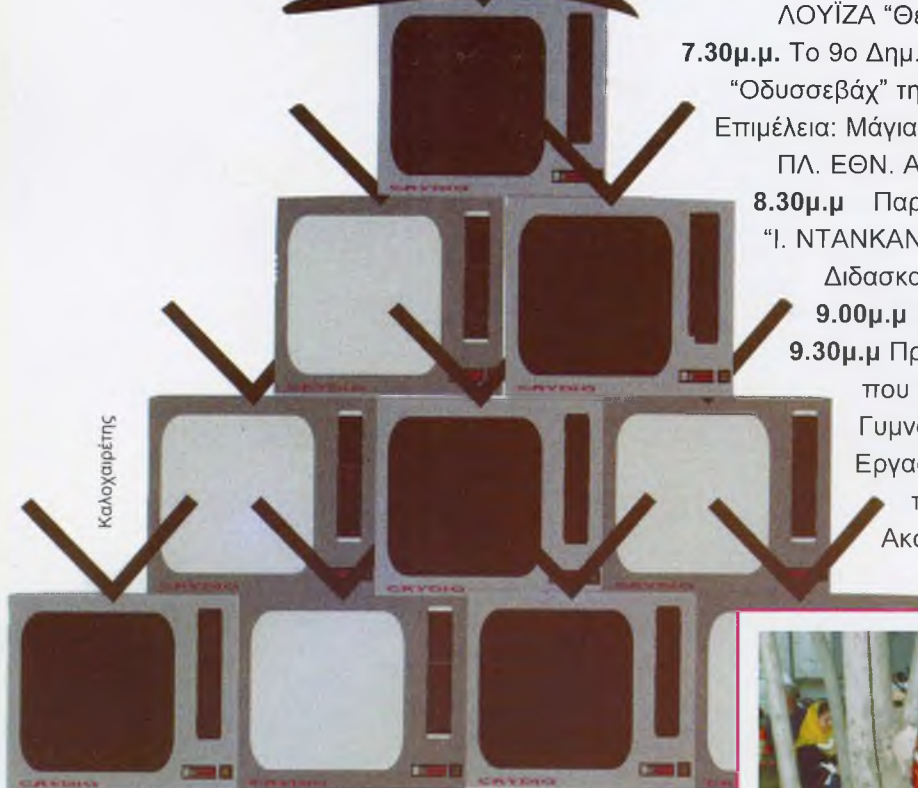 ΛΟΥΪΖΑ “Θε
7.30μ.μ. Το 9ο Δημ.
“Οδυσσεβάχ” τη
Επιμέλεια: Μάγια
ΠΛ. ΕΘΝ. Α
8.30μ.μ Παρ
“Ι. ΝΤΑΝΚΑΝ
Διδασκα
9.00μ.μ
9.30μ.μ Πρ
που
Γυμνα
Εργα
τ
Ακα
Καλοχαιρέτης